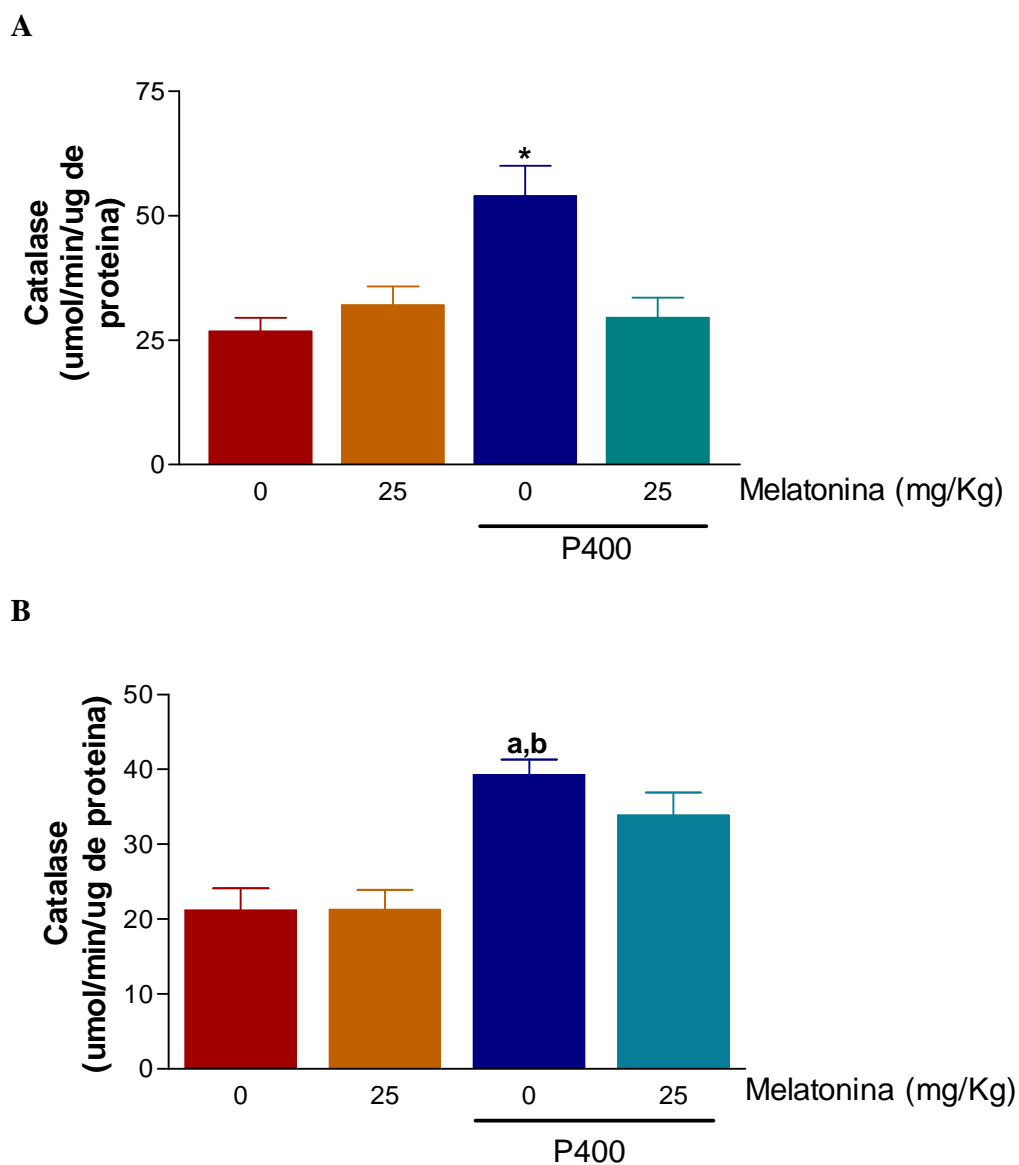 A
75
50
25
0
Catalase
(umol/min/ug de
proteina)
*
0 25 0 25 Melatonina (mg/Kg)
P400
B
50
40
30
20
10
0
Catalase
(umol/min/ug de proteina)
a,b
0 25 0 25 Melatonina (mg/Kg)
P400